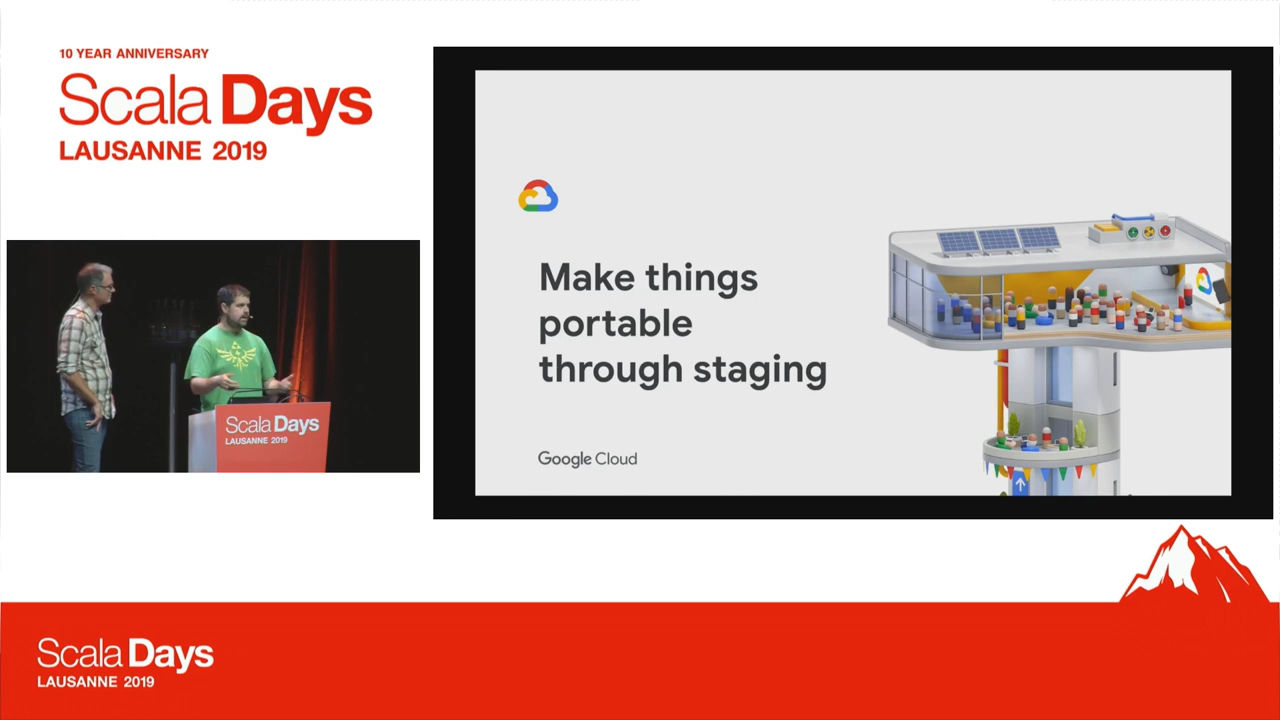 10 YEAR ANNIVERSARY
Scala Days
LAUSANNE 2019
Make things
portable
through staging
Google Cloud
Scala Days
LAUSANNE 2019
Scala Days
LAUSANNE 2019